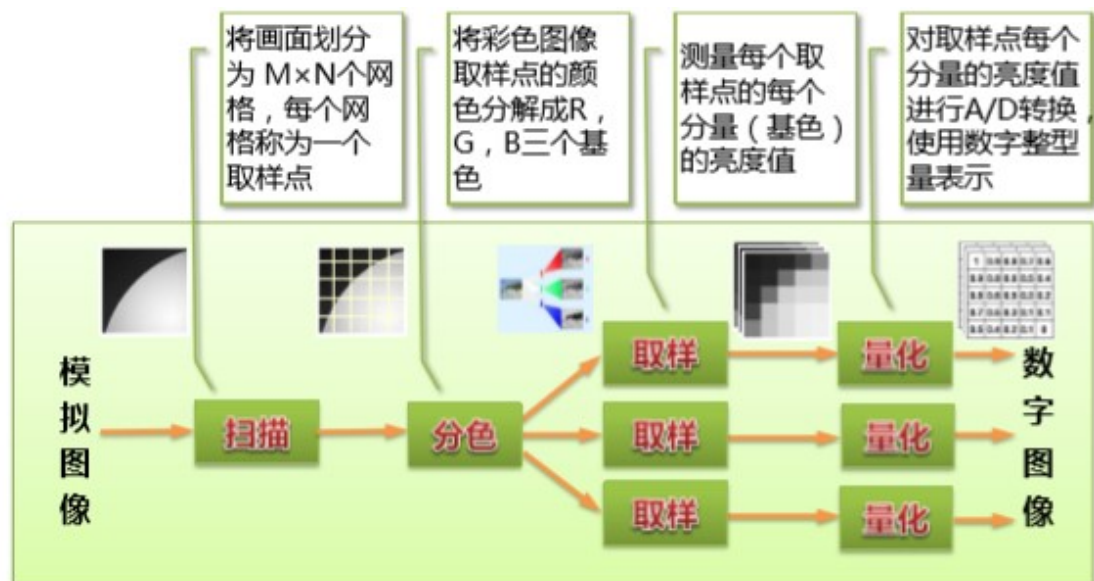 将画面划分
为 M×N个网
格，每个网
格称为一个
取样点
将彩色图像
取样点的颜
色分解成R，
G，B三个基
色
测量每个取
样点的每个
分量（基色）
的亮度值
对取样点每个
分量的亮度值
进行A/D转换，
使用数字整型
量表示
模拟图像
扫描
分色
取样
量化
取样
量化
取样
量化
数字图像